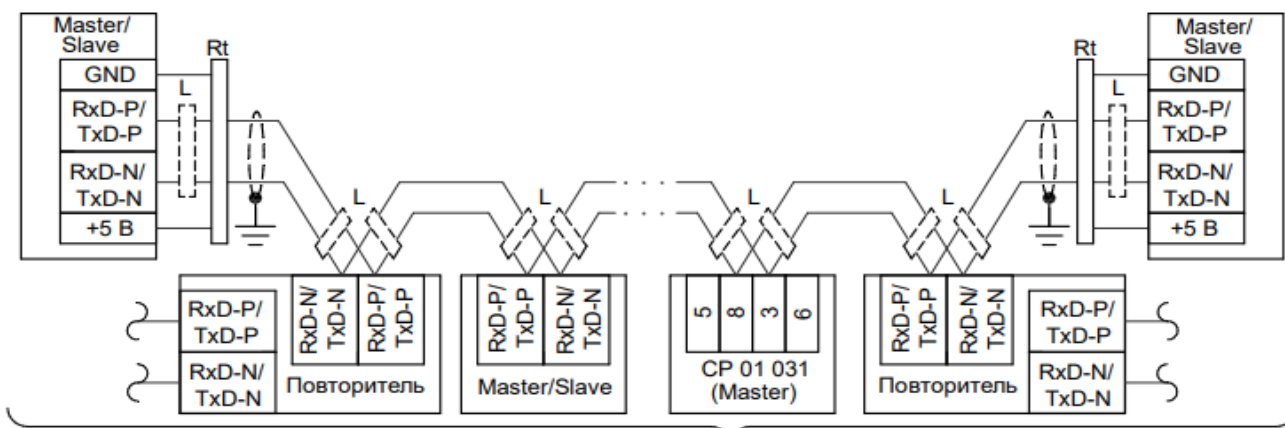 Master/
Slave
GND
RxD-P/
TxD-P
RxD-N/
TxD-N
+5 В
L
Rt
L
L
L
L
Rt
L
Master/
Slave
GND
RxD-P/
TxD-P
RxD-N/
TxD-N
+5 В
RxD-P/
TxD-P
RxD-N/
TxD-N
RxD-N/
TxD-N
RxD-P/
TxD-P
Повторитель
RxD-P/
TxD-P
RxD-N/
TxD-N
Master/Slave
5
8
3
6
CP 01 031
(Master)
RxD-P/
TxD-P
RxD-N/
TxD-N
Повторитель
RxD-P/
TxD-P
RxD-N/
TxD-N